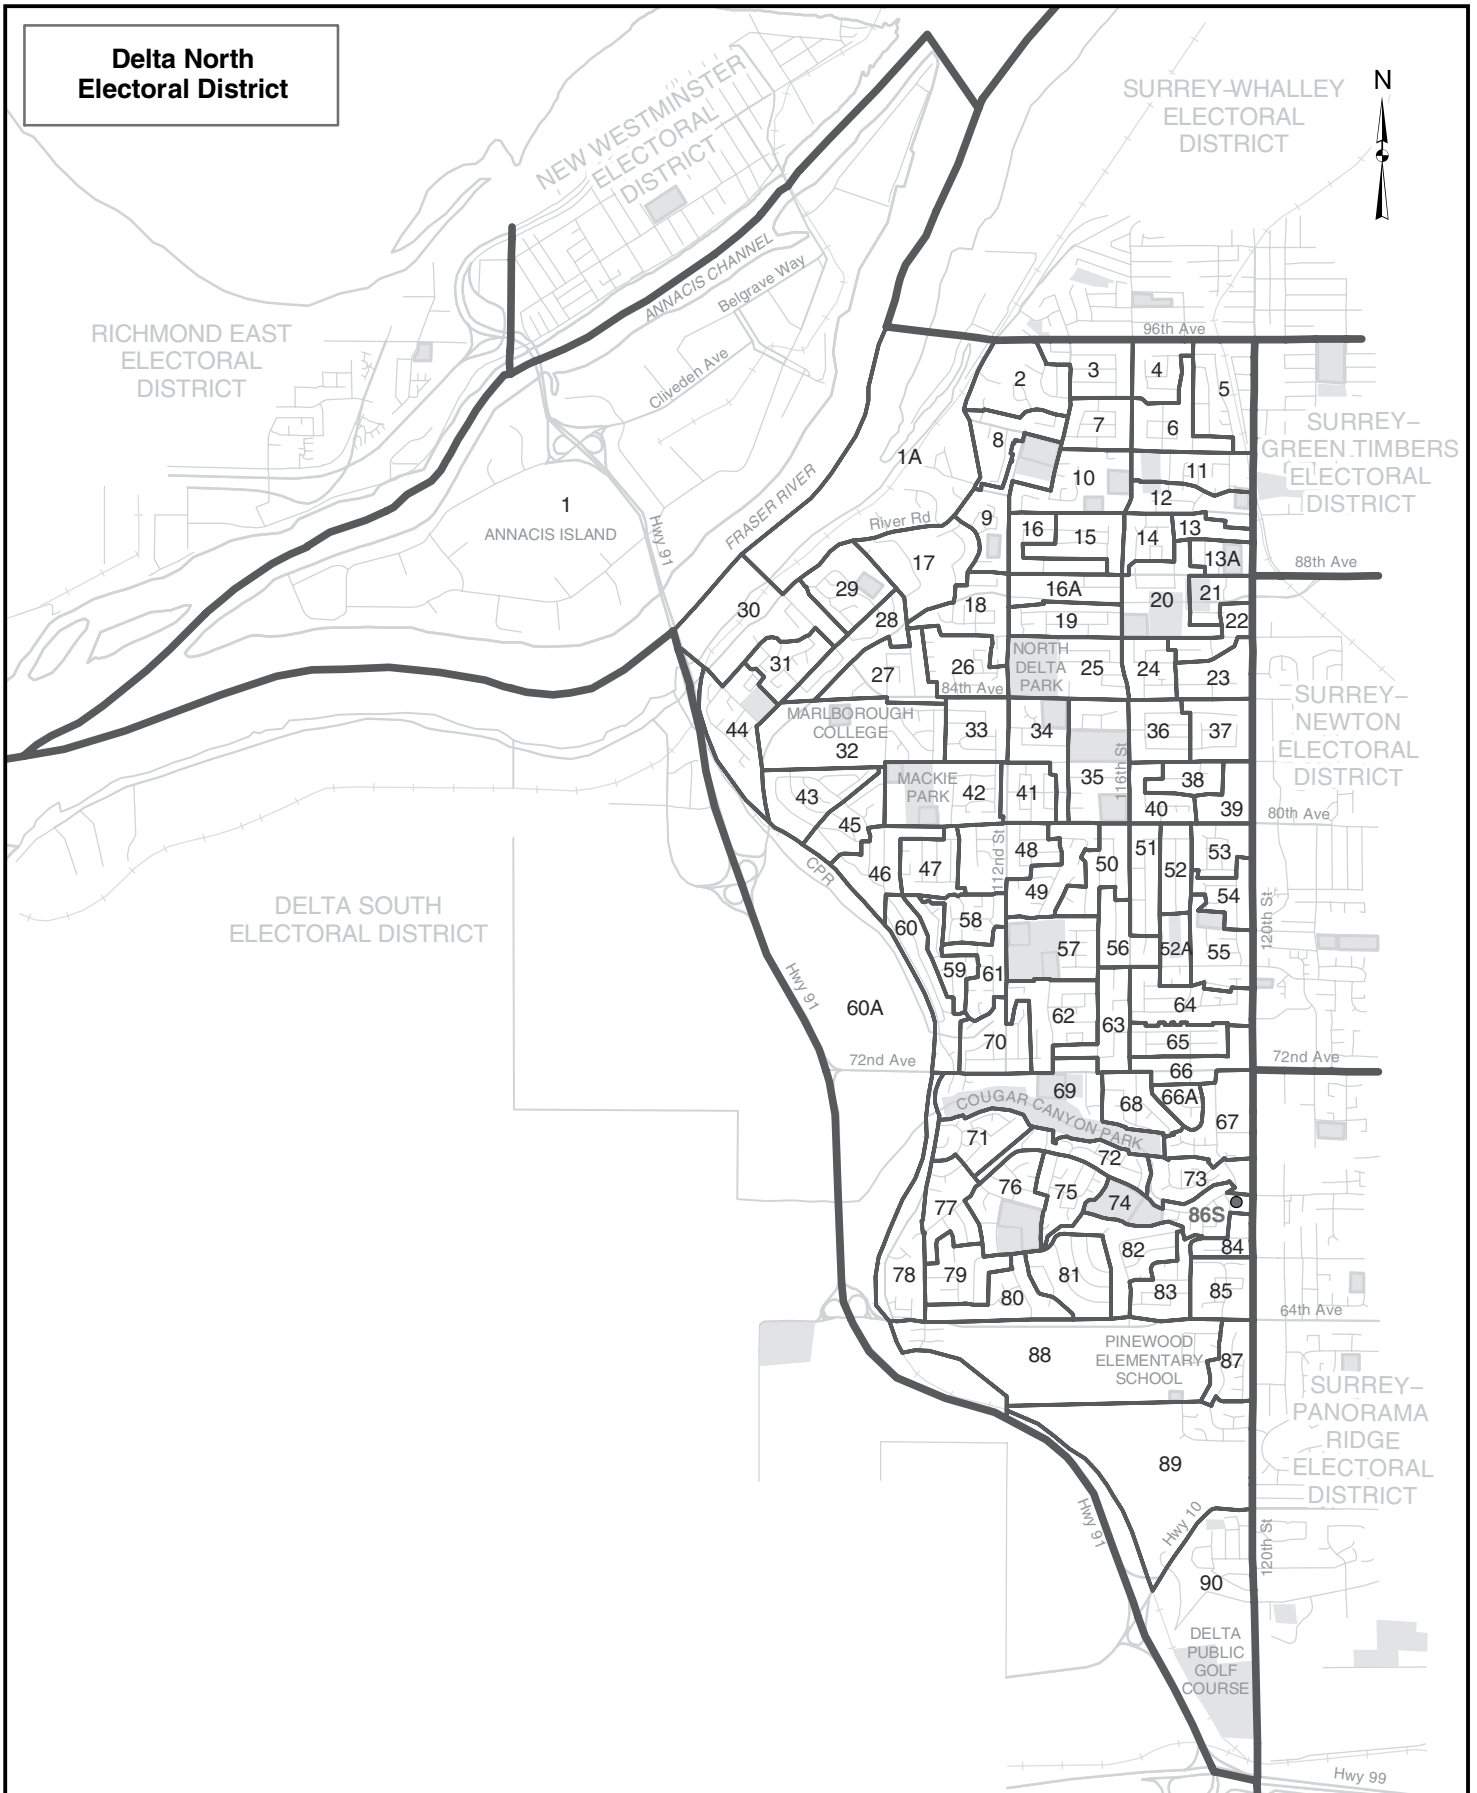 Delta North
Electoral District
N
NEW WESTMINSTER
ELECTORAL
DISTRICT
SURREY–WHALLEY
ELECTORAL
DISTRICT
RICHMOND EAST
ELECTORAL
DISTRICT
ANNACIS CHANNEL
Belgrave Way
Cliveden Ave
96th Ave
2
3
4
5
7
6
8
SURREY–
GREEN TIMBERS
ELECTORAL
DISTRICT
1A
10
11
12
1
ANNACIS ISLAND
Hwy 91
FRASER RIVER
River Rd
9
16
15
14
13
13A
88th Ave
17
29
16A
20
21
30
28
18
19
22
31
27
26
NORTH
DELTA
PARK
25
24
23
84th Ave
SURREY–
NEWTON
ELECTORAL
DISTRICT
44
MARLBOROUGH
COLLEGE
32
33
34
36
37
116th St
43
MACKIE
PARK
42
41
35
38
40
39
80th Ave
45
CPR
46
47
112nd St
48
49
50
51
52
53
54
120th St
DELTA SOUTH
ELECTORAL DISTRICT
60
58
57
56
52A
55
59
61
Hwy 91
60A
62
63
64
70
65
72nd Ave
66
72nd Ave
69
68
66A
67
COUGAR CANYON PARK
71
72
73
76
75
74
77
86S
82
84
78
79
81
80
83
85
64th Ave
88
PINEWOOD
ELEMENTARY
SCHOOL
87
SURREY–
PANORAMA
RIDGE
ELECTORAL
DISTRICT
89
Hwy 91
Hwy 10
120th St
90
DELTA
PUBLIC
GOLF
COURSE
Hwy 99